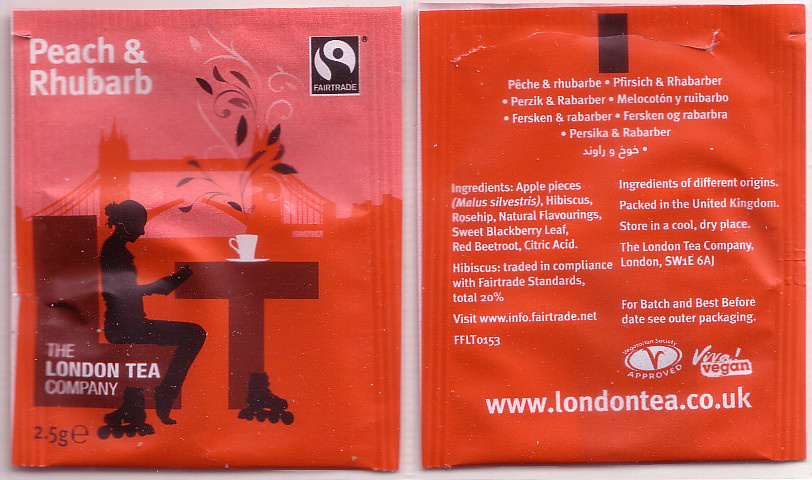 Peach &
Rhubarb
®
FAIRTRADE
THE
LONDON TEA
COMPANY
2.5g ℮
Pêche & rhubarbe • Pfirsich & Rhabarber
• Perzik & Rabarber • Melocotón y ruibarbo
• Fersken & rabarber • Fersken og rabarbra
• Persika & Rabarber
• خوخ و راوند
Ingredients: Apple pieces
(Malus silvestris), Hibiscus,
Rosehip, Natural Flavourings,
Sweet Blackberry Leaf,
Red Beetroot, Citric Acid.
Hibiscus: traded in compliance
with Fairtrade Standards,
total 20%
Visit www.info.fairtrade.net
FFLT0153
Ingredients of different origins.
Packed in the United Kingdom.
Store in a cool, dry place.
The London Tea Company,
London, SW1E 6AJ
For Batch and Best Before
date see outer packaging.
Vegetarian Society
APPROVED
Viva!
vegan
www.londontea.co.uk